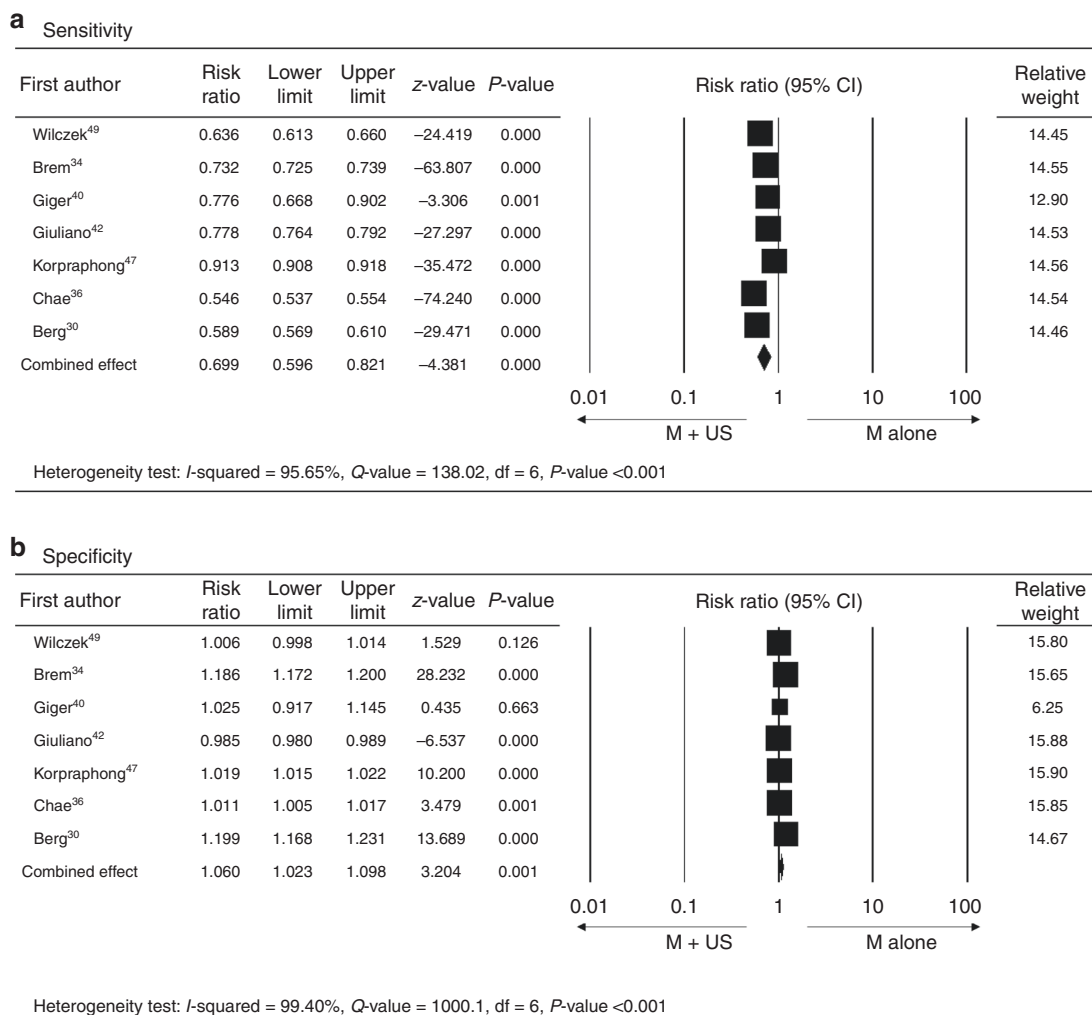 a Sensitivity
First author Risk ratio Lower limit Upper limit z-value P-value Risk ratio (95% CI) Relative weight
Wilczek49 0.636 0.613 0.660 –24.419 0.000 14.45
Brem34 0.732 0.725 0.739 –63.807 0.000 14.55
Giger40 0.776 0.668 0.902 –3.306 0.001 12.90
Giuliano42 0.778 0.764 0.792 –27.297 0.000 14.53
Korpraphong47 0.913 0.908 0.918 –35.472 0.000 14.56
Chae36 0.546 0.537 0.554 –74.240 0.000 14.54
Berg30 0.589 0.569 0.610 –29.471 0.000 14.46
Combined effect 0.699 0.596 0.821 –4.381 0.000
0.01 0.1 1 10 100
M + US M alone
Heterogeneity test: I-squared = 95.65%, Q-value = 138.02, df = 6, P-value <0.001
b Specificity
First author Risk ratio Lower limit Upper limit z-value P-value Risk ratio (95% CI) Relative weight
Wilczek49 1.006 0.998 1.014 1.529 0.126 15.80
Brem34 1.186 1.172 1.200 28.232 0.000 15.65
Giger40 1.025 0.917 1.145 0.435 0.663 6.25
Giuliano42 0.985 0.980 0.989 –6.537 0.000 15.88
Korpraphong47 1.019 1.015 1.022 10.200 0.000 15.90
Chae36 1.011 1.005 1.017 3.479 0.001 15.85
Berg30 1.199 1.168 1.231 13.689 0.000 14.67
Combined effect 1.060 1.023 1.098 3.204 0.001
0.01 0.1 1 10 100
M + US M alone
Heterogeneity test: I-squared = 99.40%, Q-value = 1000.1, df = 6, P-value <0.001